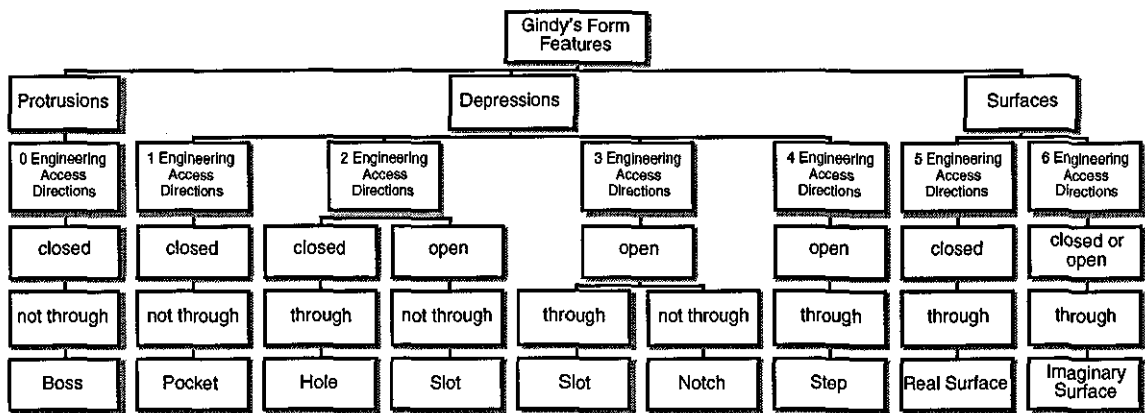 Gindy's Form
Features
Protrusions
Depressions
Surfaces
0 Engineering
Access
Directions
1 Engineering
Access
Directions
2 Engineering
Access
Directions
3 Engineering
Access
Directions
4 Engineering
Access
Directions
5 Engineering
Access
Directions
6 Engineering
Access
Directions
closed
closed
closed
open
open
open
closed
closed or
open
not through
not through
through
not through
through
not through
through
through
through
Boss
Pocket
Hole
Slot
Slot
Notch
Step
Real Surface
Imaginary
Surface